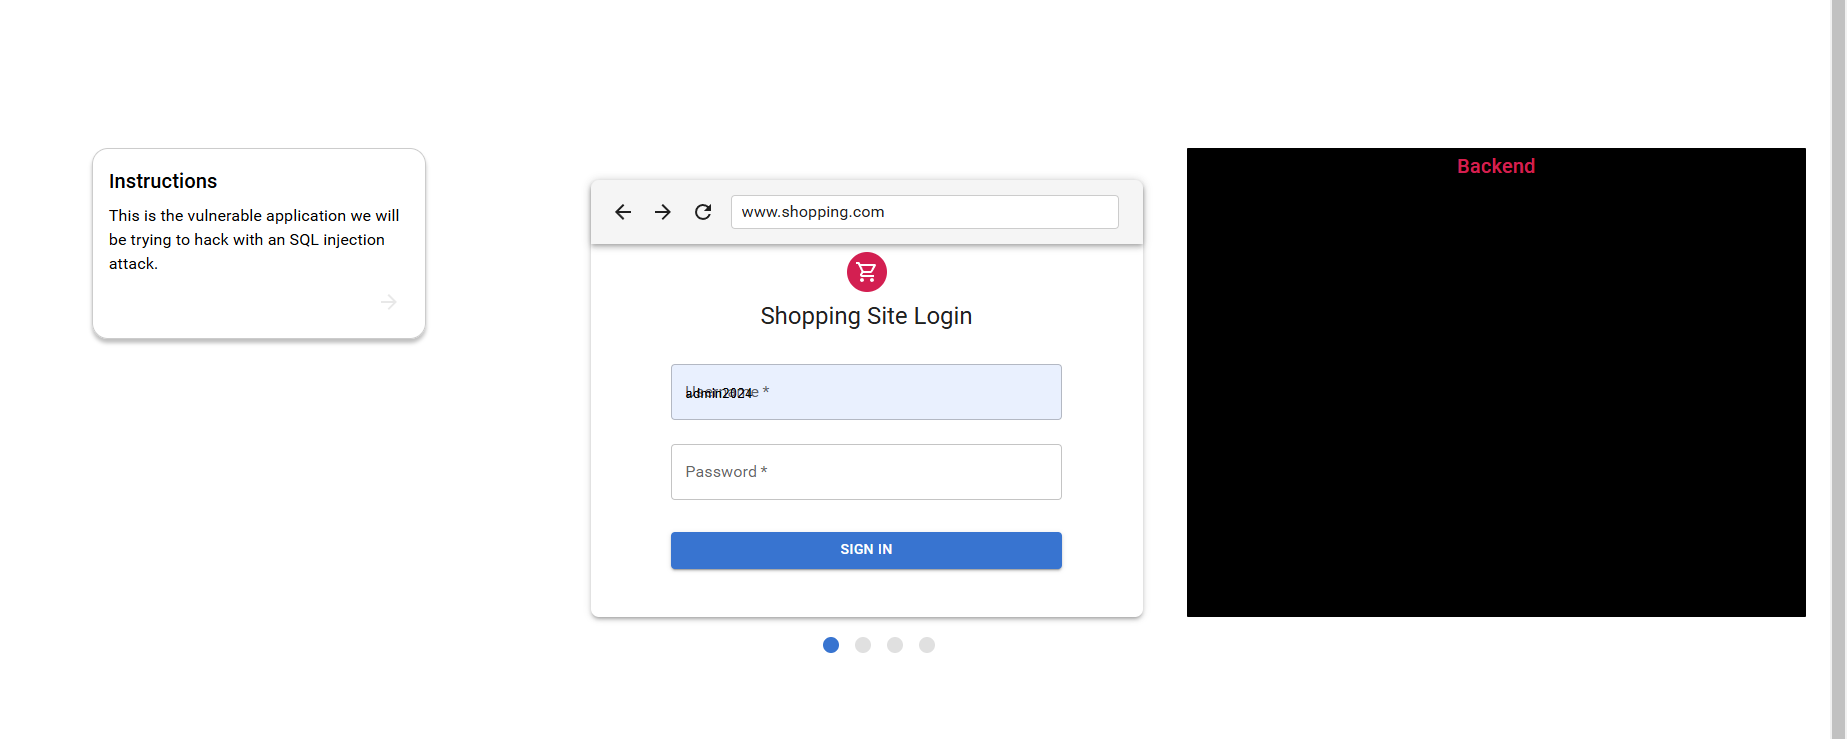 Instructions
This is the vulnerable application we will
be trying to hack with an SQL injection
attack.
www.shopping.com
Shopping Site Login
Username *
admin2024
Password *
SIGN IN
Backend